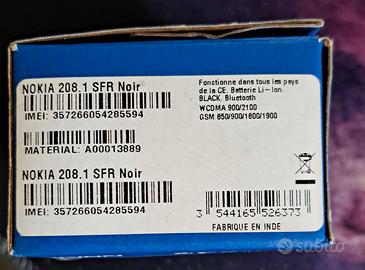 NOKIA 208.1 SFR Noir
IMEI: 357266054285594
MATERIAL: A00013889
NOKIA 208.1 SFR Noir
IMEI: 357266054285594
Fonctionne dans tous les pays
de la CE. Batterie Li-Ion.
BLACK. Bluetooth
WCDMA 900/2100
GSM 850/900/1800/1900
3 544165 526373
FABRIQUE EN INDE
subito